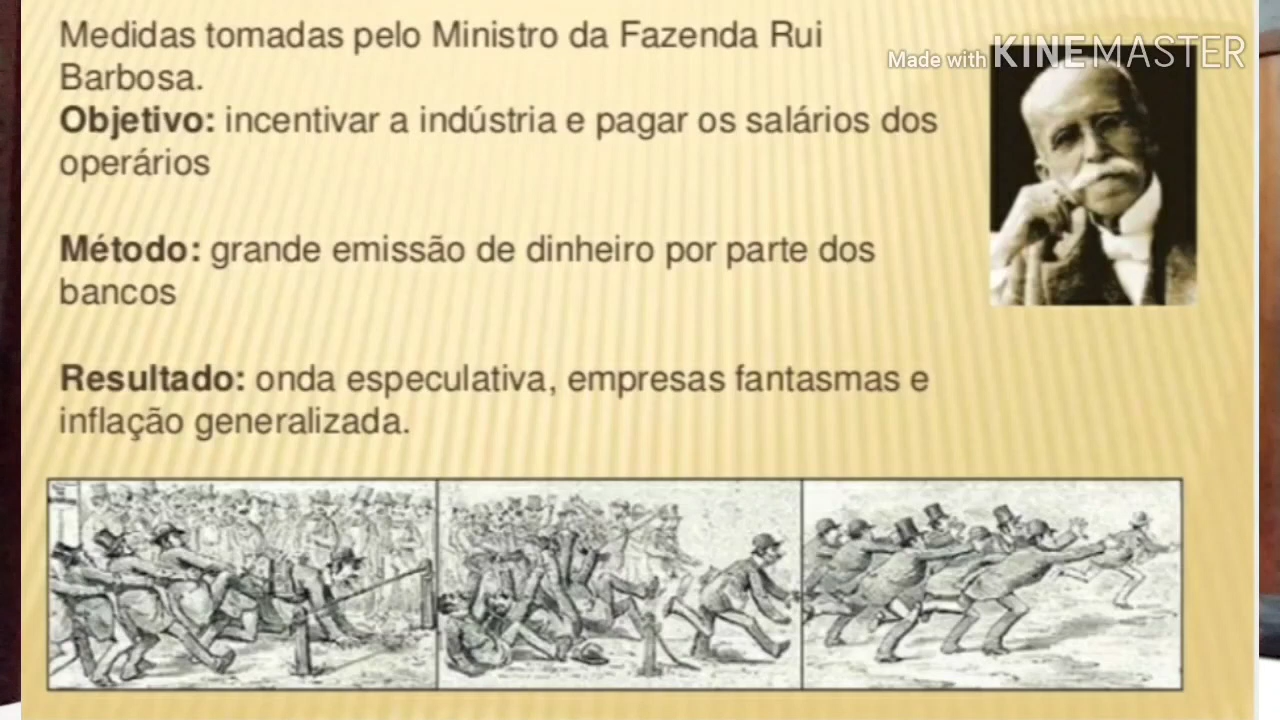 Medidas tomadas pelo Ministro da Fazenda Rui
Barbosa.
Objetivo: incentivar a indústria e pagar os salários dos
operários
Método: grande emissão de dinheiro por parte dos
bancos
Resultado: onda especulativa, empresas fantasmas e
inflação generalizada.
Made with KINEMASTER